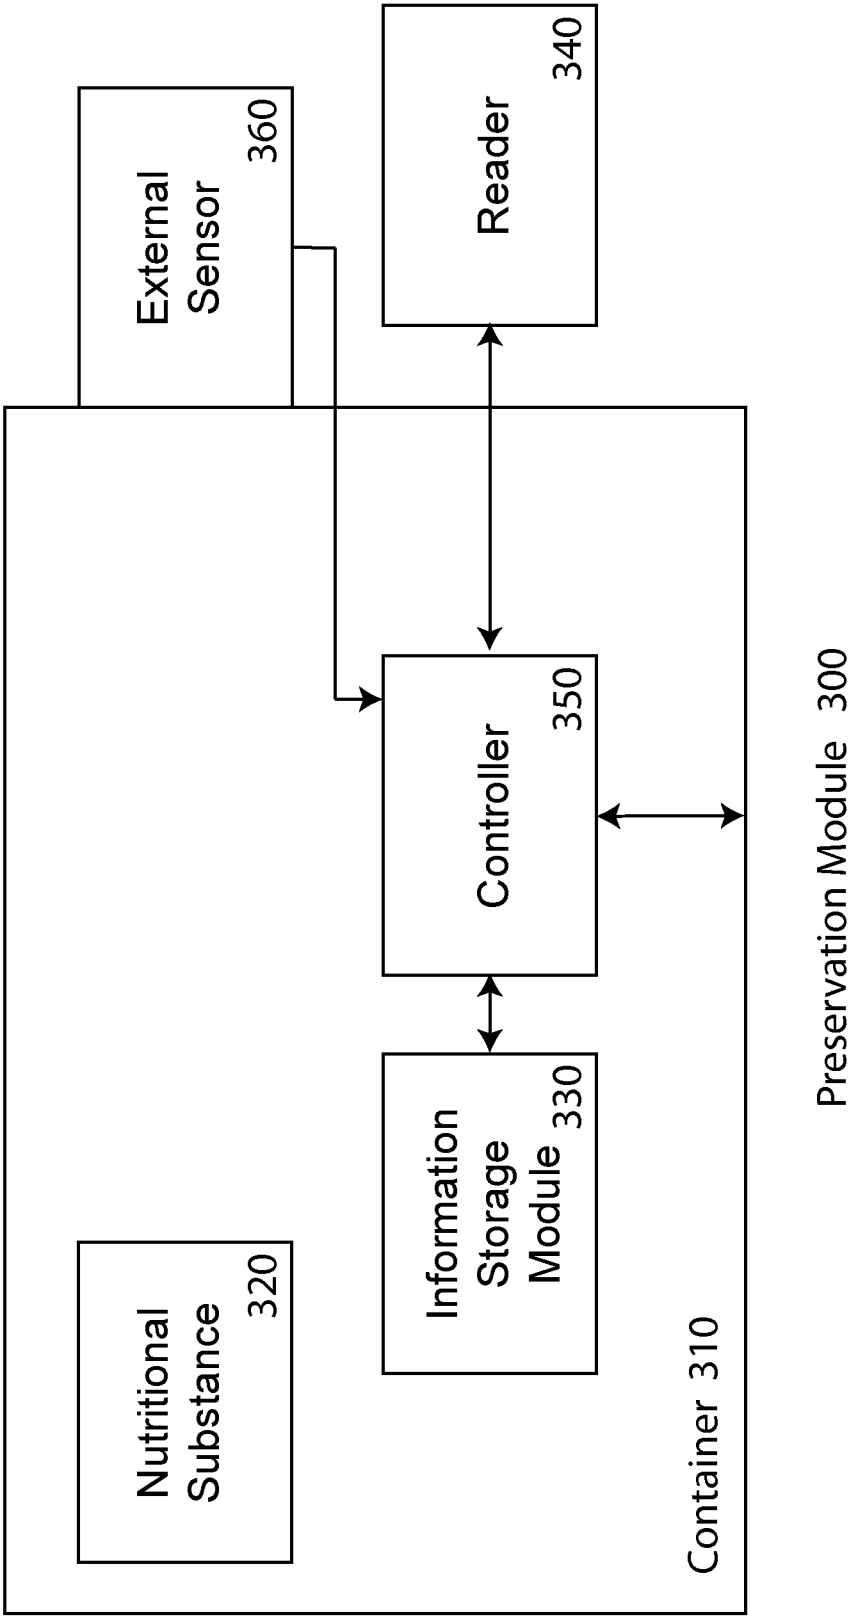 Nutritional
Substance
320
External
Sensor
360
Information
Storage
Module
330
Controller
350
Reader
340
Container 310
Preservation Module 300